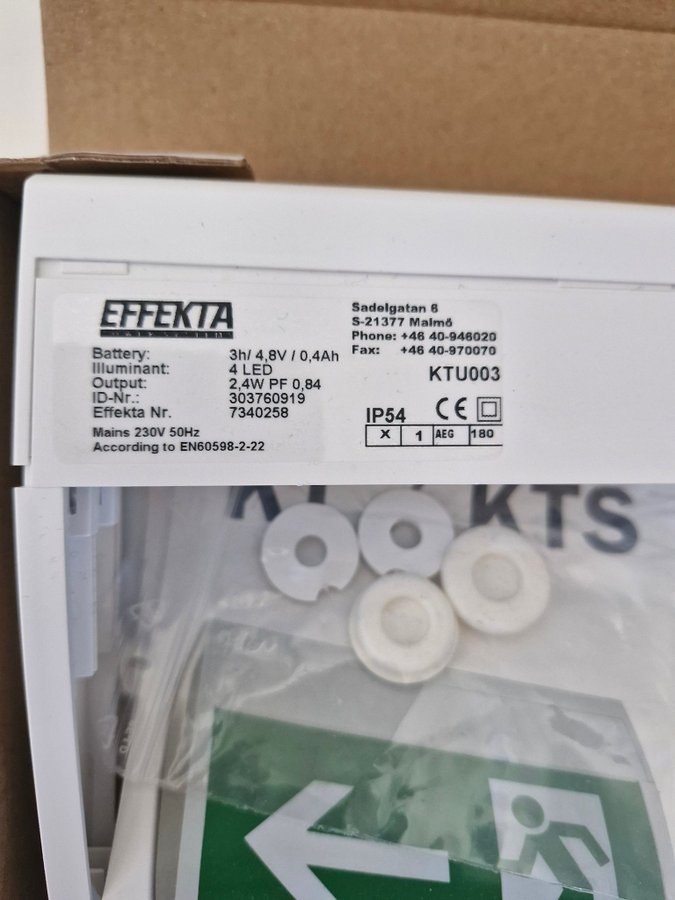 EFFEKTA
POWER SYSTEMS
Battery: 3h/ 4,8V / 0,4Ah
Illuminant: 4 LED
Output: 2,4W PF 0,84
ID-Nr.: 303760919
Effekta Nr. 7340258
Mains 230V 50Hz
According to EN60598-2-22
Sadelgatan 6
S-21377 Malmö
Phone: +46 40-946020
Fax: +46 40-970070
KTU003
IP54 CE
X 1 AEG 180
KTS